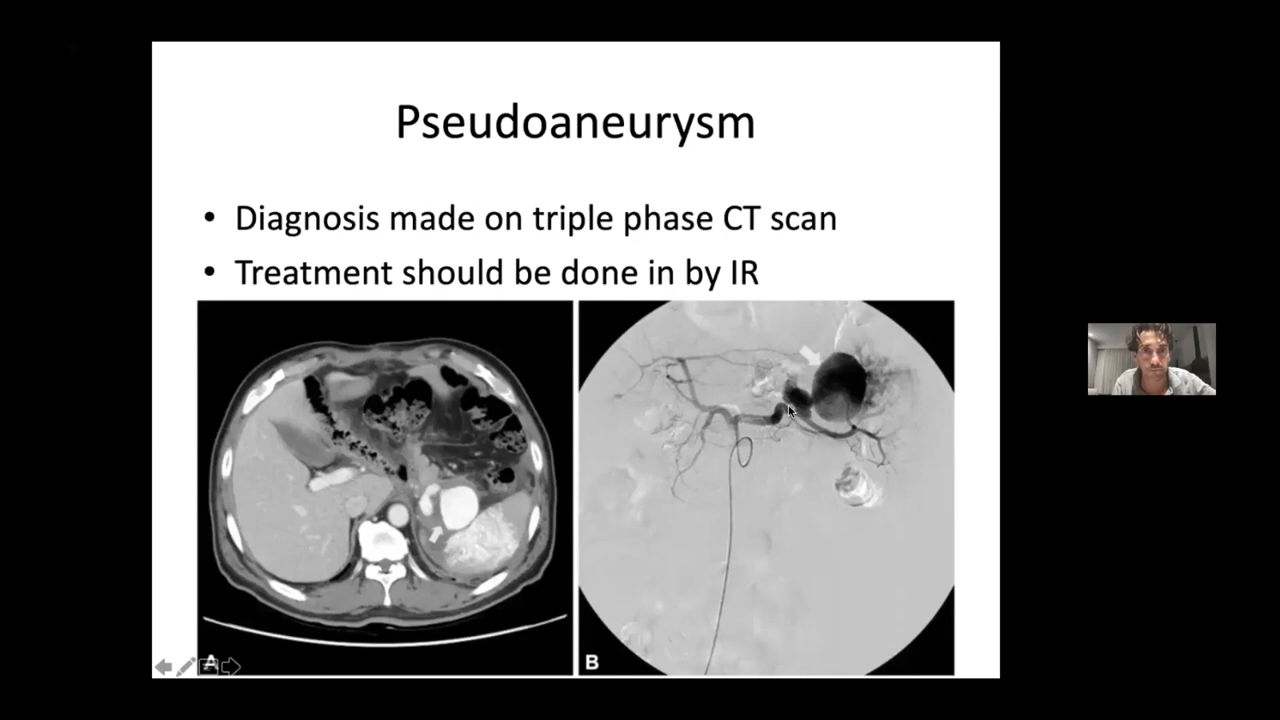 Pseudoaneurysm
• Diagnosis made on triple phase CT scan
• Treatment should be done in by IR
A
B